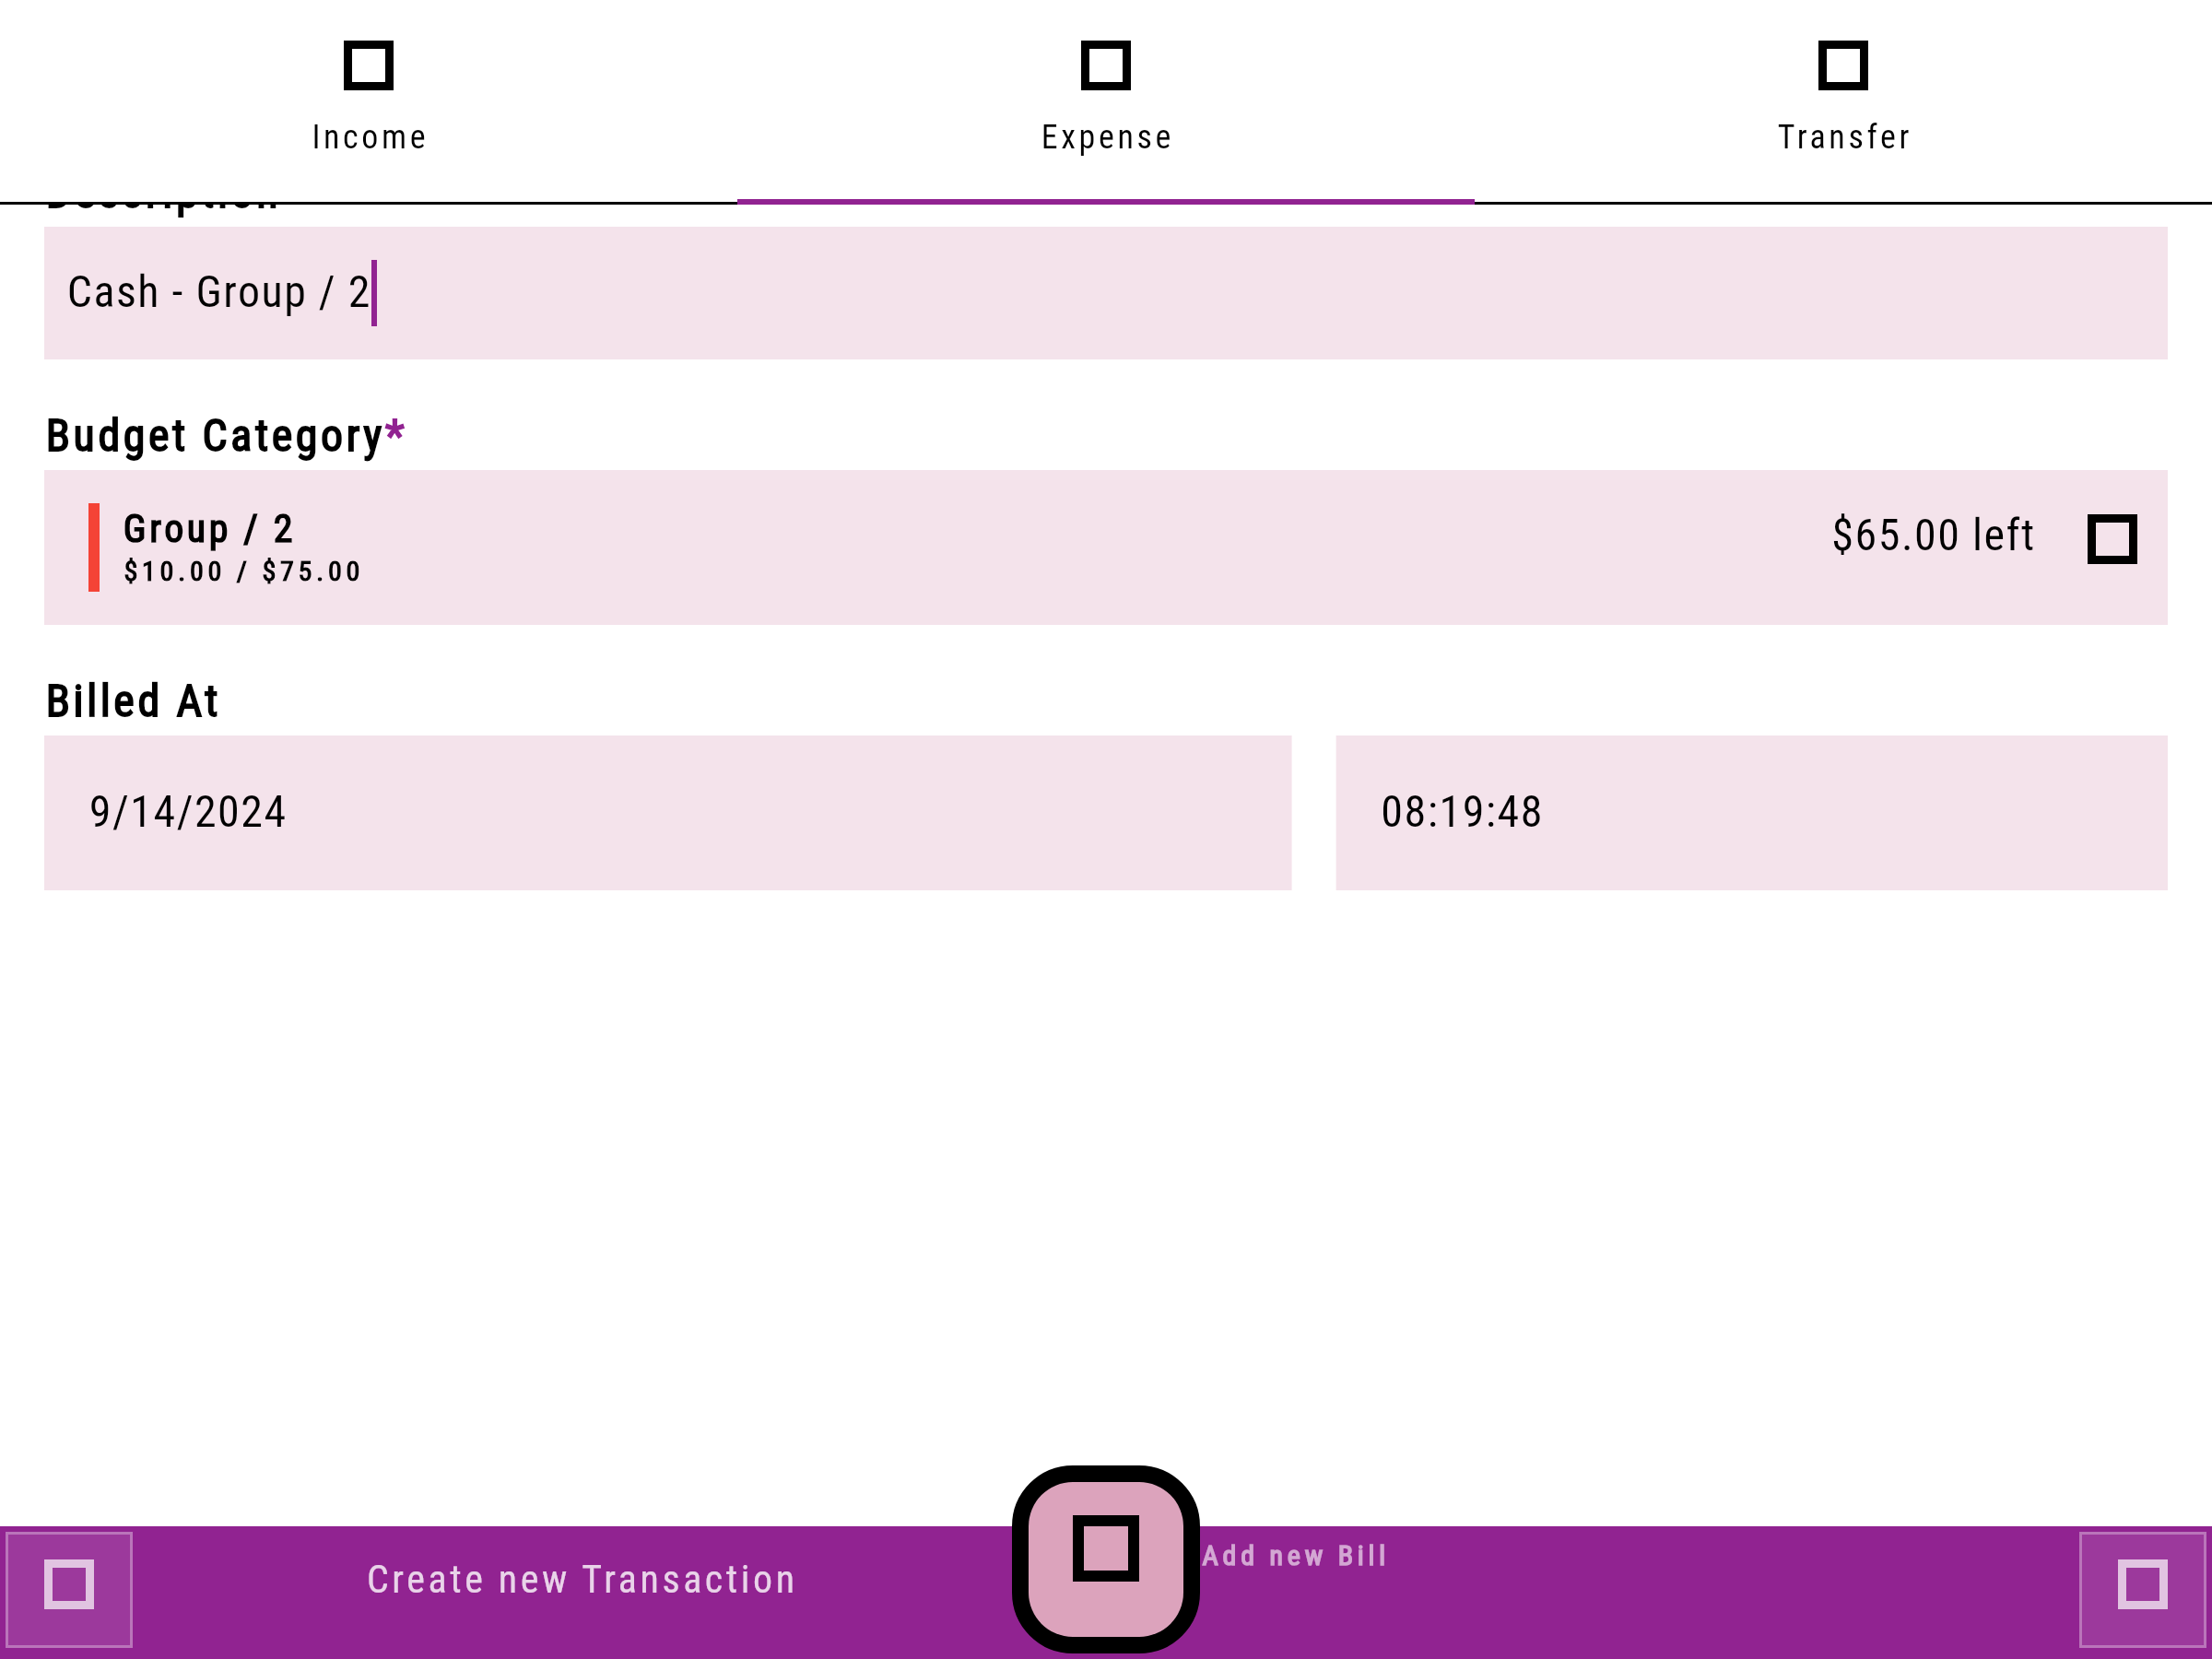 Income
Expense
Transfer
Cash - Group / 2
Budget Category*
Group / 2
$10.00 / $75.00
$65.00 left
Billed At
9/14/2024
08:19:48
Create new Transaction
Add new Bill